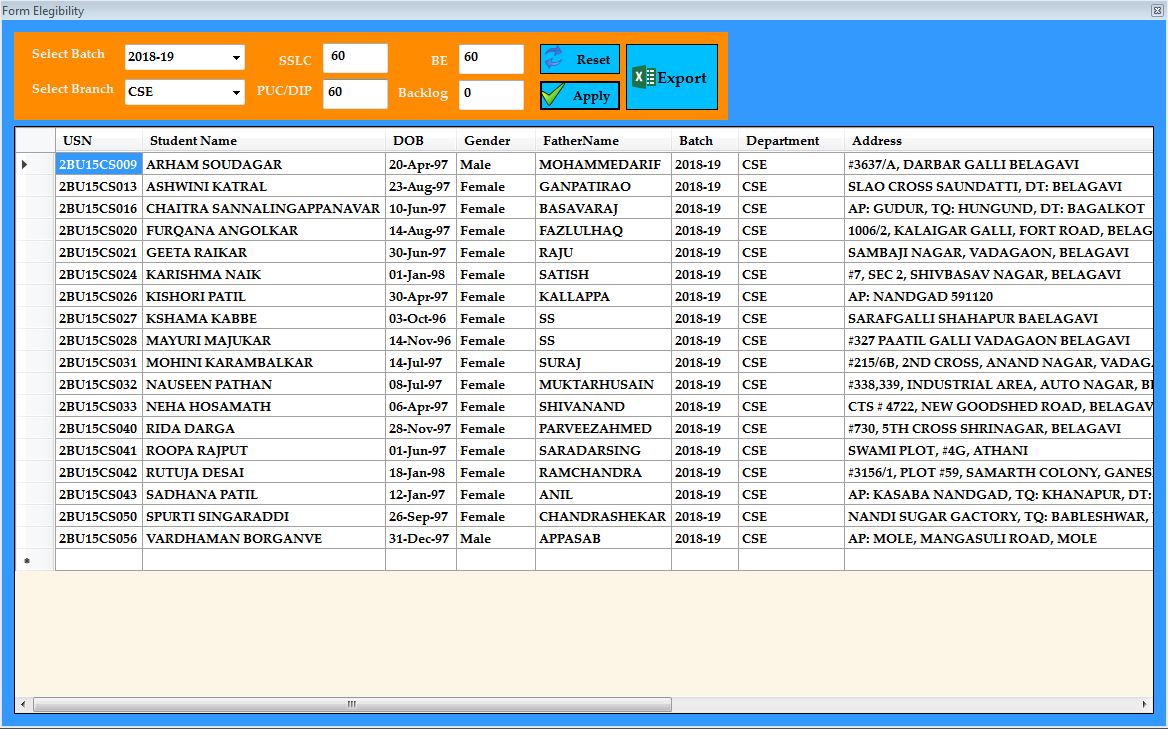 Form Elegibility
Select Batch 2018-19 SSLC 60 BE 60 Reset Export
Select Branch CSE PUC/DIP 60 Backlog 0 Apply
USN Student Name DOB Gender FatherName Batch Department Address
2BU15CS009 ARHAM SOUDAGAR 20-Apr-97 Male MOHAMMEDARIF 2018-19 CSE #3637/A, DARBAR GALLI BELAGAVI
2BU15CS013 ASHWINI KATRAL 23-Aug-97 Female GANPATIRAO 2018-19 CSE SLAO CROSS SAUNDATTI, DT: BELAGAVI
2BU15CS016 CHAITRA SANNALINGAPPANAVAR 10-Jun-97 Female BASAVARAJ 2018-19 CSE AP: GUDUR, TQ: HUNGUND, DT: BAGALKOT
2BU15CS020 FURQANA ANGOLKAR 14-Aug-97 Female FAZLULHAQ 2018-19 CSE 1006/2, KALAIGAR GALLI, FORT ROAD, BELAG
2BU15CS021 GEETA RAIKAR 30-Jun-97 Female RAJU 2018-19 CSE SAMBAJI NAGAR, VADAGAON, BELAGAVI
2BU15CS024 KARISHMA NAIK 01-Jan-98 Female SATISH 2018-19 CSE #7, SEC 2, SHIVBASAV NAGAR, BELAGAVI
2BU15CS026 KISHORI PATIL 30-Apr-97 Female KALLAPPA 2018-19 CSE AP: NANDGAD 591120
2BU15CS027 KSHAMA KABBE 03-Oct-96 Female SS 2018-19 CSE SARAFGALLI SHAHAPUR BAELAGAVI
2BU15CS028 MAYURI MAJUKAR 14-Nov-96 Female SS 2018-19 CSE #327 PAATIL GALLI VADAGAON BELAGAVI
2BU15CS031 MOHINI KARAMBALKAR 14-Jul-97 Female SURAJ 2018-19 CSE #215/6B, 2ND CROSS, ANAND NAGAR, VADAG
2BU15CS032 NAUSEEN PATHAN 08-Jul-97 Female MUKTARHUSAIN 2018-19 CSE #338,339, INDUSTRIAL AREA, AUTO NAGAR, BE
2BU15CS033 NEHA HOSAMATH 06-Apr-97 Female SHIVANAND 2018-19 CSE CTS # 4722, NEW GOODSHED ROAD, BELAGAV
2BU15CS040 RIDA DARGA 28-Nov-97 Female PARVEEZAHMED 2018-19 CSE #730, 5TH CROSS SHRINAGAR, BELAGAVI
2BU15CS041 ROOPA RAJPUT 01-Jun-97 Female SARADARSING 2018-19 CSE SWAMI PLOT, #4G, ATHANI
2BU15CS042 RUTUJA DESAI 18-Jan-98 Female RAMCHANDRA 2018-19 CSE #3156/1, PLOT #59, SAMARTH COLONY, GANES
2BU15CS043 SADHANA PATIL 12-Jan-97 Female ANIL 2018-19 CSE AP: KASABA NANDGAD, TQ: KHANAPUR, DT:
2BU15CS050 SPURTI SINGARADDI 26-Sep-97 Female CHANDRASHEKAR 2018-19 CSE NANDI SUGAR GACTORY, TQ: BABLESHWAR,
2BU15CS056 VARDHAMAN BORGANVE 31-Dec-97 Male APPASAB 2018-19 CSE AP: MOLE, MANGASULI ROAD, MOLE